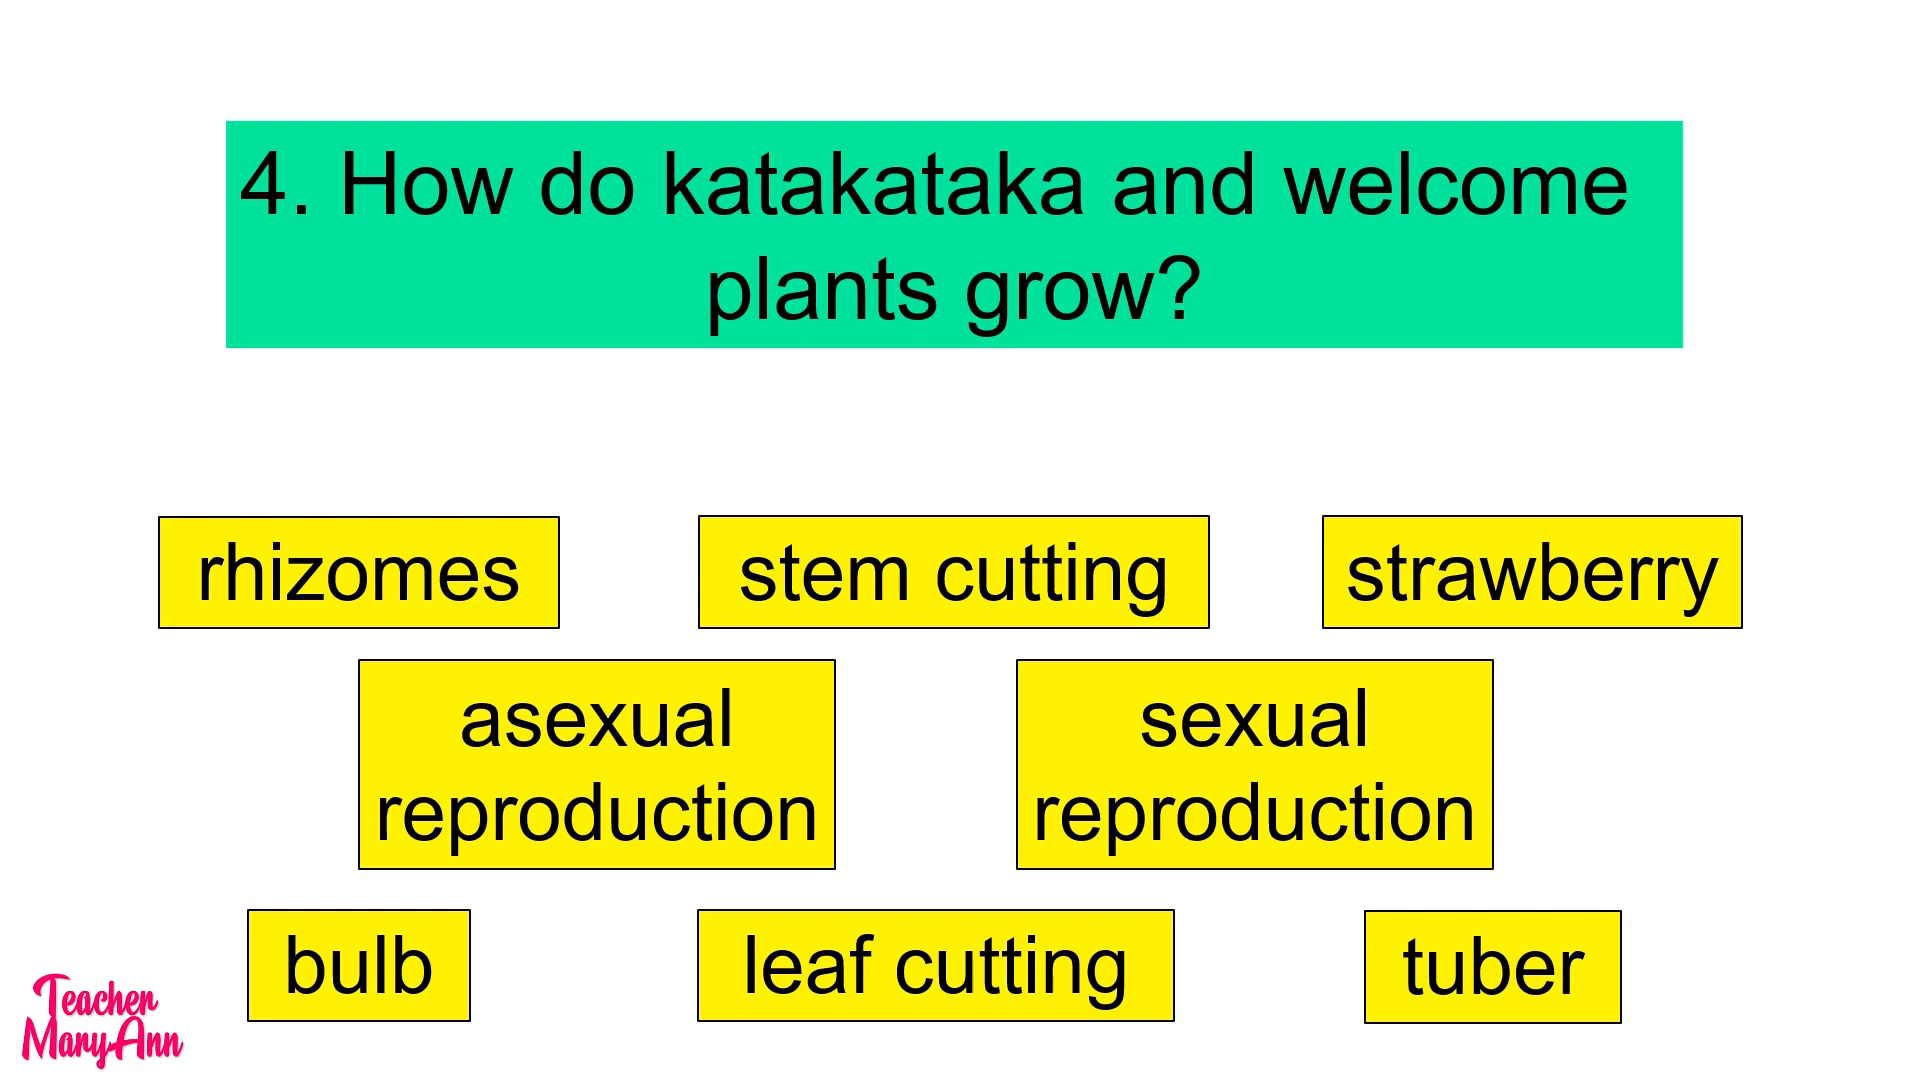 4. How do katakataka and welcome
plants grow?
rhizomes
stem cutting
strawberry
asexual
reproduction
sexual
reproduction
bulb
leaf cutting
tuber
Teacher
MaryAnn